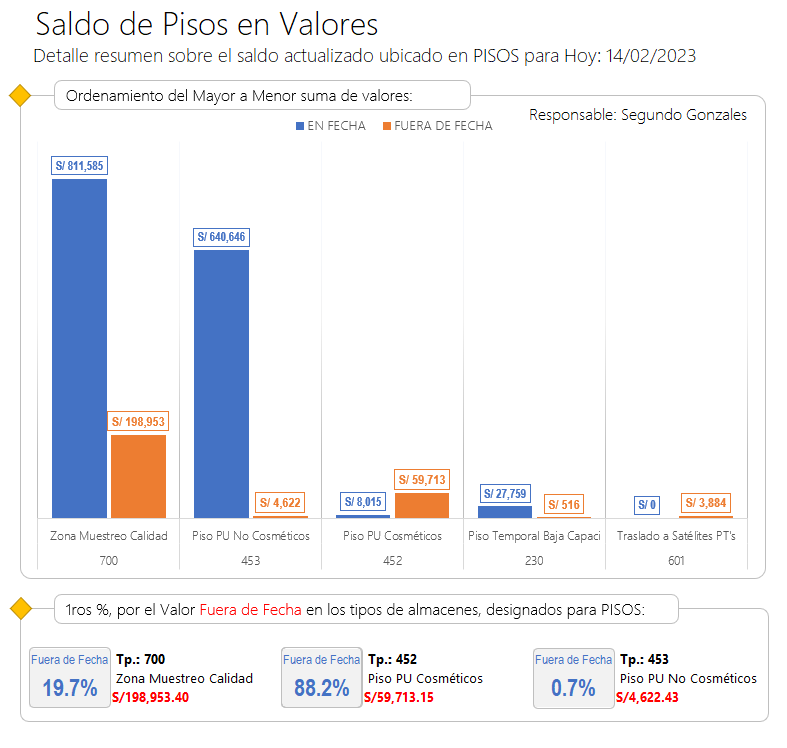 Saldo de Pisos en Valores
Detalle resumen sobre el saldo actualizado ubicado en PISOS para Hoy: 14/02/2023
Ordenamiento del Mayor a Menor suma de valores:
Responsable: Segundo Gonzales
EN FECHA FUERA DE FECHA
S/ 811,585
S/ 640,646
S/ 198,953
S/ 4,622
S/ 8,015
S/ 59,713
S/ 27,759
S/ 516
S/ 0
S/ 3,884
Zona Muestreo Calidad Piso PU No Cosméticos Piso PU Cosméticos Piso Temporal Baja Capaci Traslado a Satélites PT's
700 453 452 230 601
1ros %, por el Valor Fuera de Fecha en los tipos de almacenes, designados para PISOS:
Fuera de Fecha
19.7%
Tp.: 700
Zona Muestreo Calidad
S/198,953.40
Fuera de Fecha
88.2%
Tp.: 452
Piso PU Cosméticos
S/59,713.15
Fuera de Fecha
0.7%
Tp.: 453
Piso PU No Cosméticos
S/4,622.43